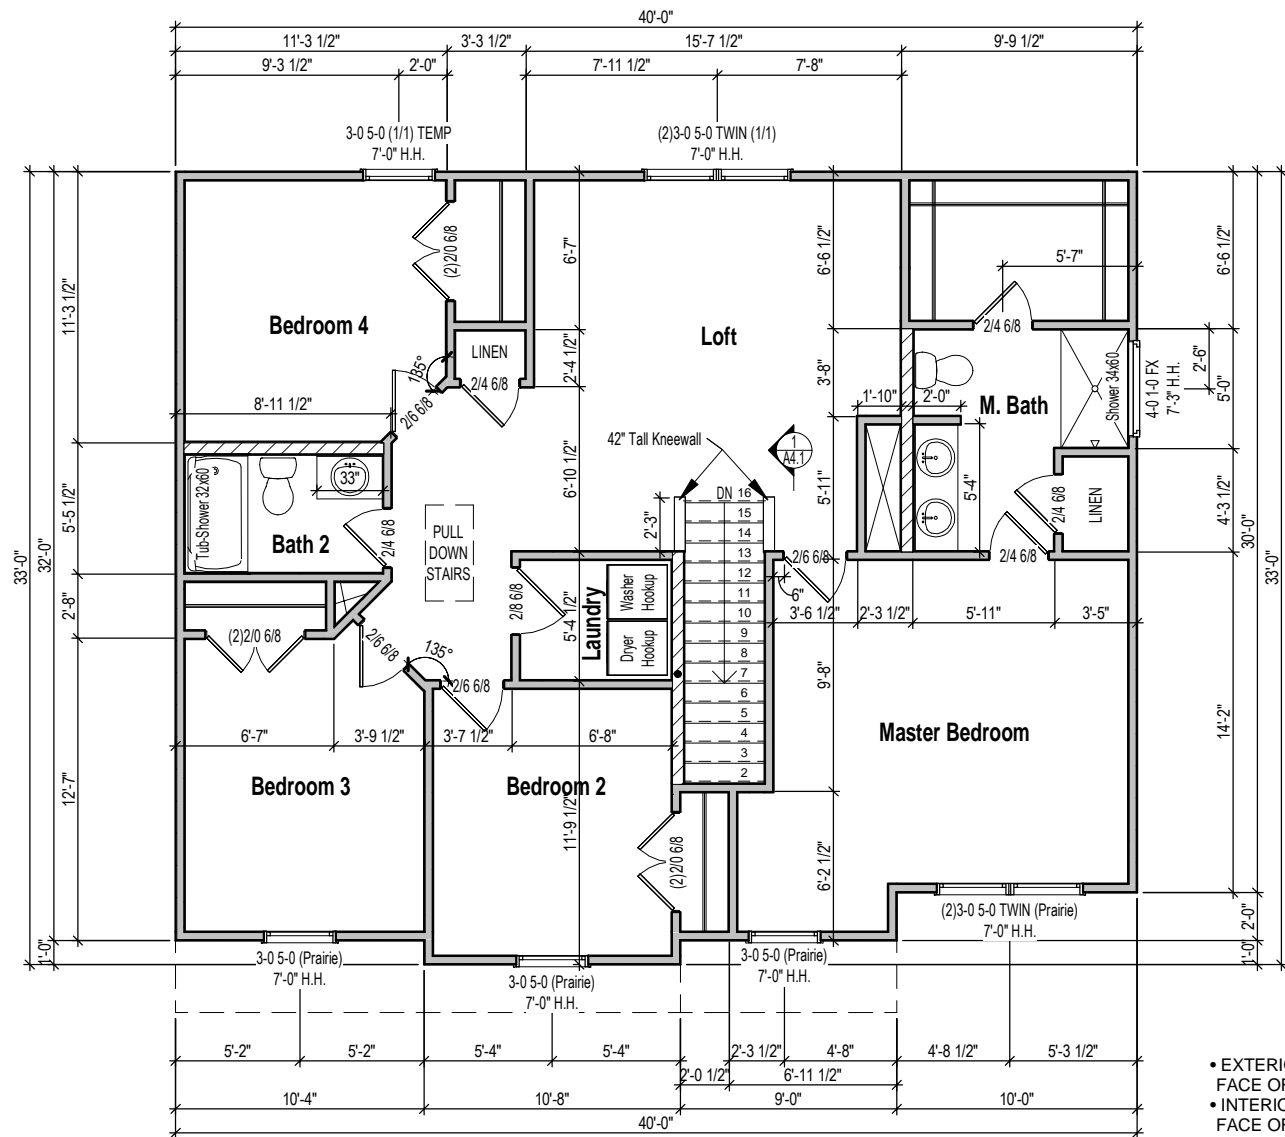 40'-0"
11'-3 1/2" 3'-3 1/2" 15'-7 1/2" 9'-9 1/2"
9'-3 1/2" 2'-0" 7'-11 1/2" 7'-8"
3-0 5-0 (1/1) TEMP
7'-0" H.H.
(2)3-0 5-0 TWIN (1/1)
7'-0" H.H.
33'-0"
32'-0"
1'-0"
11'-3 1/2"
5'-5 1/2"
2'-8"
12'-7"
(2)2/0 6/8
Bedroom 4
LINEN
2/4 6/8
135°
2/6 6/8
8'-11 1/2"
6'-7"
2'-4 1/2"
6'-10 1/2"
Loft
6'-6 1/2"
3'-8"
5'-11"
5'-7"
2/4 6/8
M. Bath
Shower 34x60
4-0 1-0 FX
7'-3" H.H.
2'-6"
1'-10" 2'-0"
5'-4"
2/4 6/8
LINEN
2/4 6/8
6'-6 1/2"
5'-0"
4'-3 1/2"
14'-2"
30'-0"
2'-0"
1'-0"
33'-0"
42" Tall Kneewall
1
A4.1
Tub-Shower 32x60
33"
Bath 2
2/4 6/8
PULL
DOWN
STAIRS
2'-3"
DN 16
15
14
13
12
11
10
9
8
7
6
5
4
3
2
2/6 6/8
6"
3'-6 1/2" 2'-3 1/2" 5'-11" 3'-5"
2/8 6/8
Laundry
5'-4 1/2"
Washer
Hookup
Dryer
Hookup
(2)2/0 6/8
2/6 6/8
135°
2/6 6/8
6'-7" 3'-9 1/2" 3'-7 1/2" 6'-8"
9'-8"
Master Bedroom
Bedroom 3
Bedroom 2
11'-9 1/2"
(2)2/0 6/8
6'-2 1/2"
(2)3-0 5-0 TWIN (Prairie)
7'-0" H.H.
3-0 5-0 (Prairie)
7'-0" H.H.
3-0 5-0 (Prairie)
7'-0" H.H.
3-0 5-0 (Prairie)
7'-0" H.H.
5'-2" 5'-2" 5'-4" 5'-4" 2'-3 1/2" 4'-8" 4'-8 1/2" 5'-3 1/2"
2'-0 1/2" 6'-11 1/2"
10'-4" 10'-8" 9'-0" 10'-0"
40'-0"
• EXTERI
FACE OF
• INTERIO
FACE OF